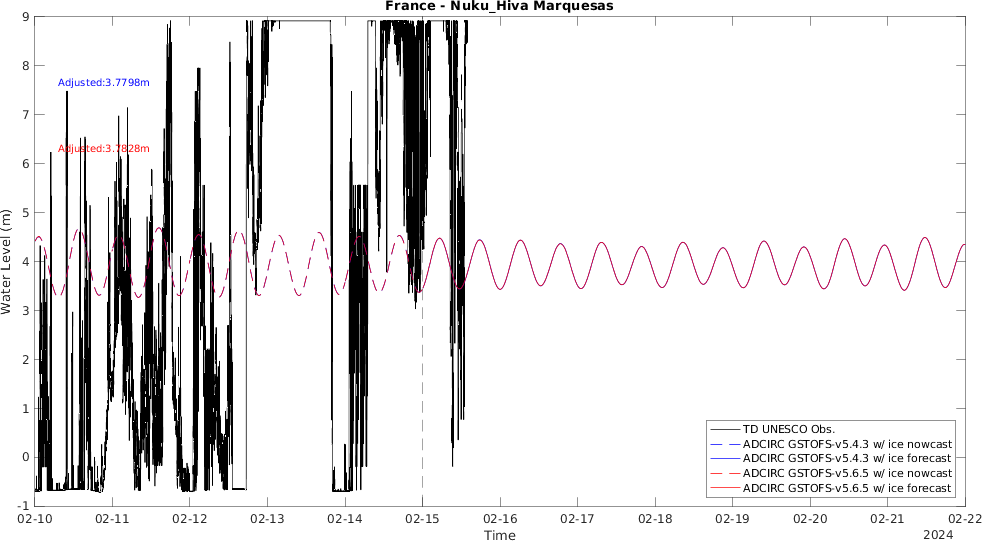 France - Nuku_Hiva Marquesas
Water Level (m)
9
8
7
6
5
4
3
2
1
0
-1
Adjusted:3.7798m
Adjusted:3.7828m
TD UNESCO Obs.
ADCIRC GSTOFS-v5.4.3 w/ ice nowcast
ADCIRC GSTOFS-v5.4.3 w/ ice forecast
ADCIRC GSTOFS-v5.6.5 w/ ice nowcast
ADCIRC GSTOFS-v5.6.5 w/ ice forecast
02-10 02-11 02-12 02-13 02-14 02-15 02-16 02-17 02-18 02-19 02-20 02-21 02-22
Time
2024